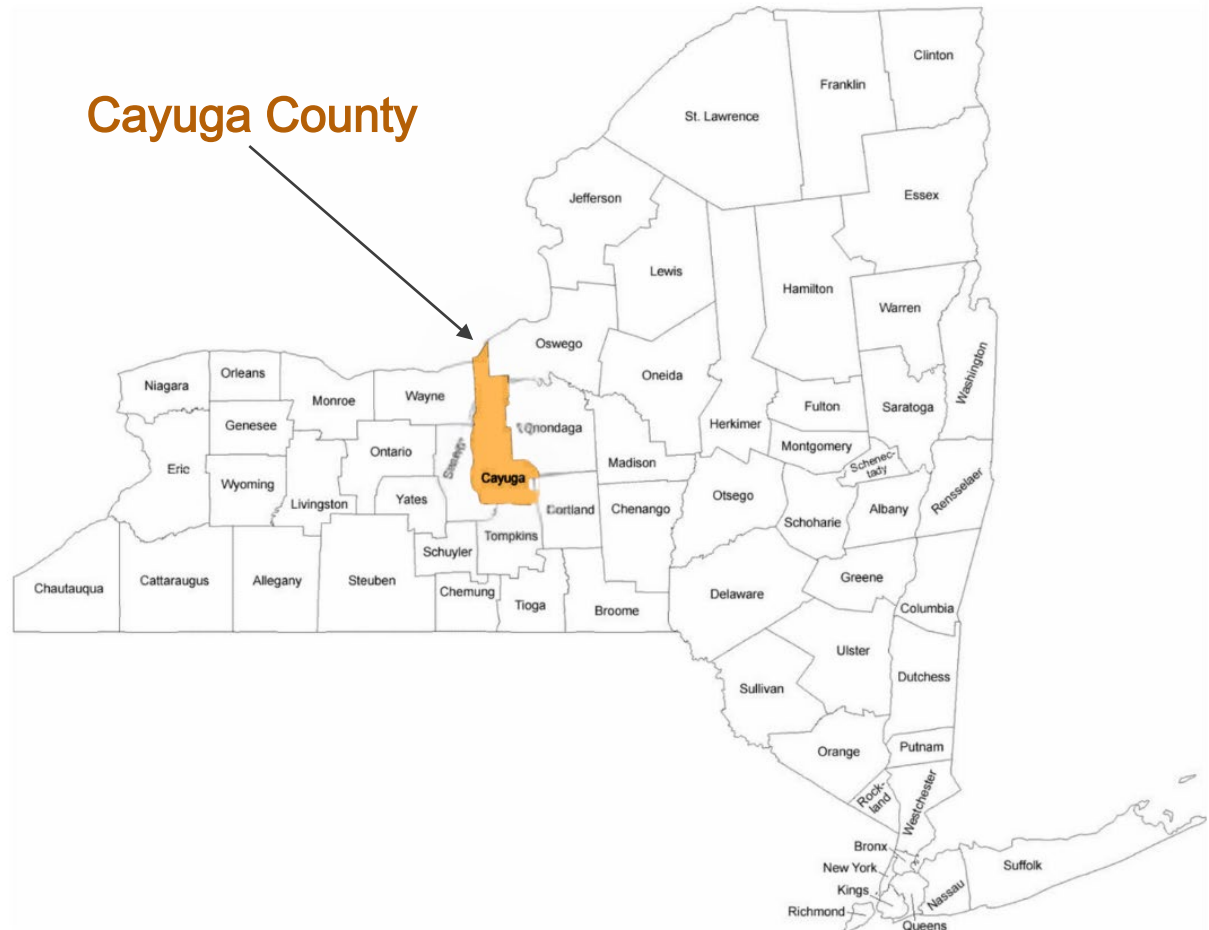 Cayuga County
Clinton
Franklin
St. Lawrence
Essex
Jefferson
Lewis
Hamilton
Warren
Oswego
Oneida
Washington
Niagara
Orleans
Monroe
Wayne
Herkimer
Fulton
Saratoga
Genesee
Onondaga
Ontario
Montgomery
Schenec-
tady
Eric
Wyoming
Livingston
Yates
Cayuga
Madison
Cortland
Chenango
Otsego
Schoharie
Albany
Rensselaer
Tompkins
Schuyler
Chautauqua
Cattaraugus
Allegany
Steuben
Chemung
Tioga
Broome
Delaware
Greene
Columbia
Ulster
Sullivan
Dutchess
Orange
Putnam
Rock-
land
Westchester
Bronx
New York
Kings
Richmond
Queens
Nassau
Suffolk